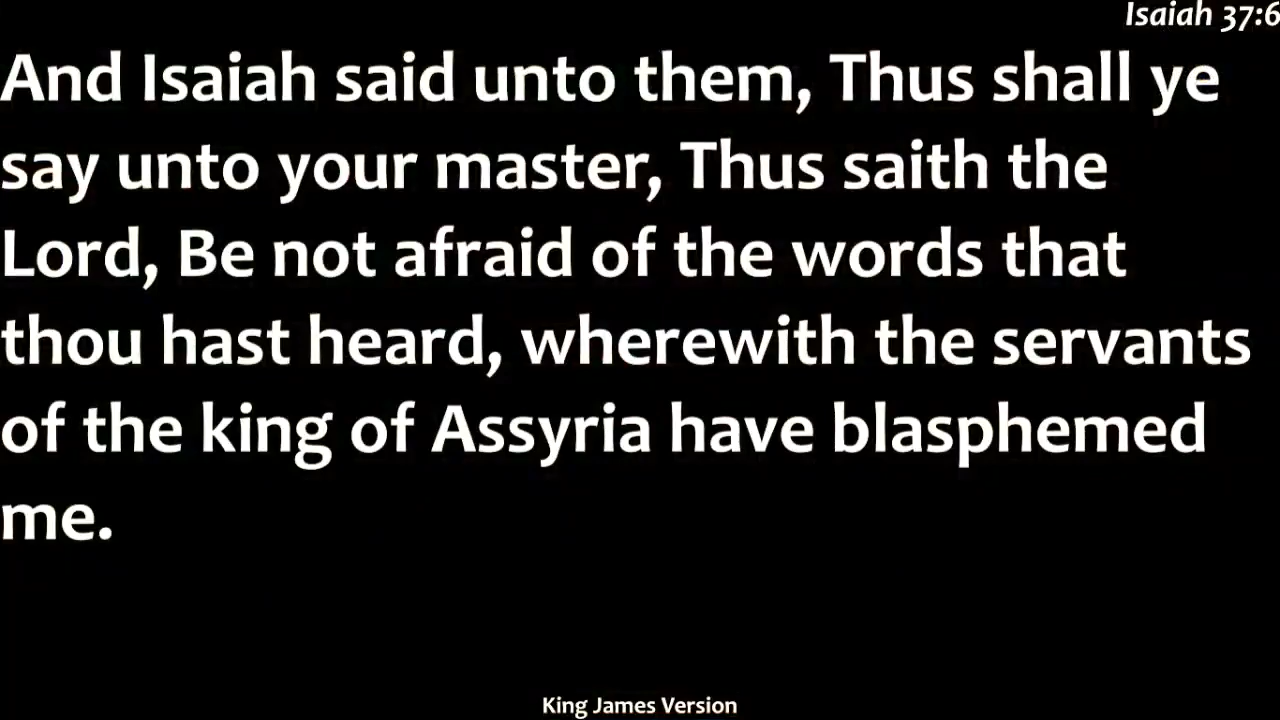 Isaiah 37:6
And Isaiah said unto them, Thus shall ye
say unto your master, Thus saith the
Lord, Be not afraid of the words that
thou hast heard, wherewith the servants
of the king of Assyria have blasphemed
me.
King James Version